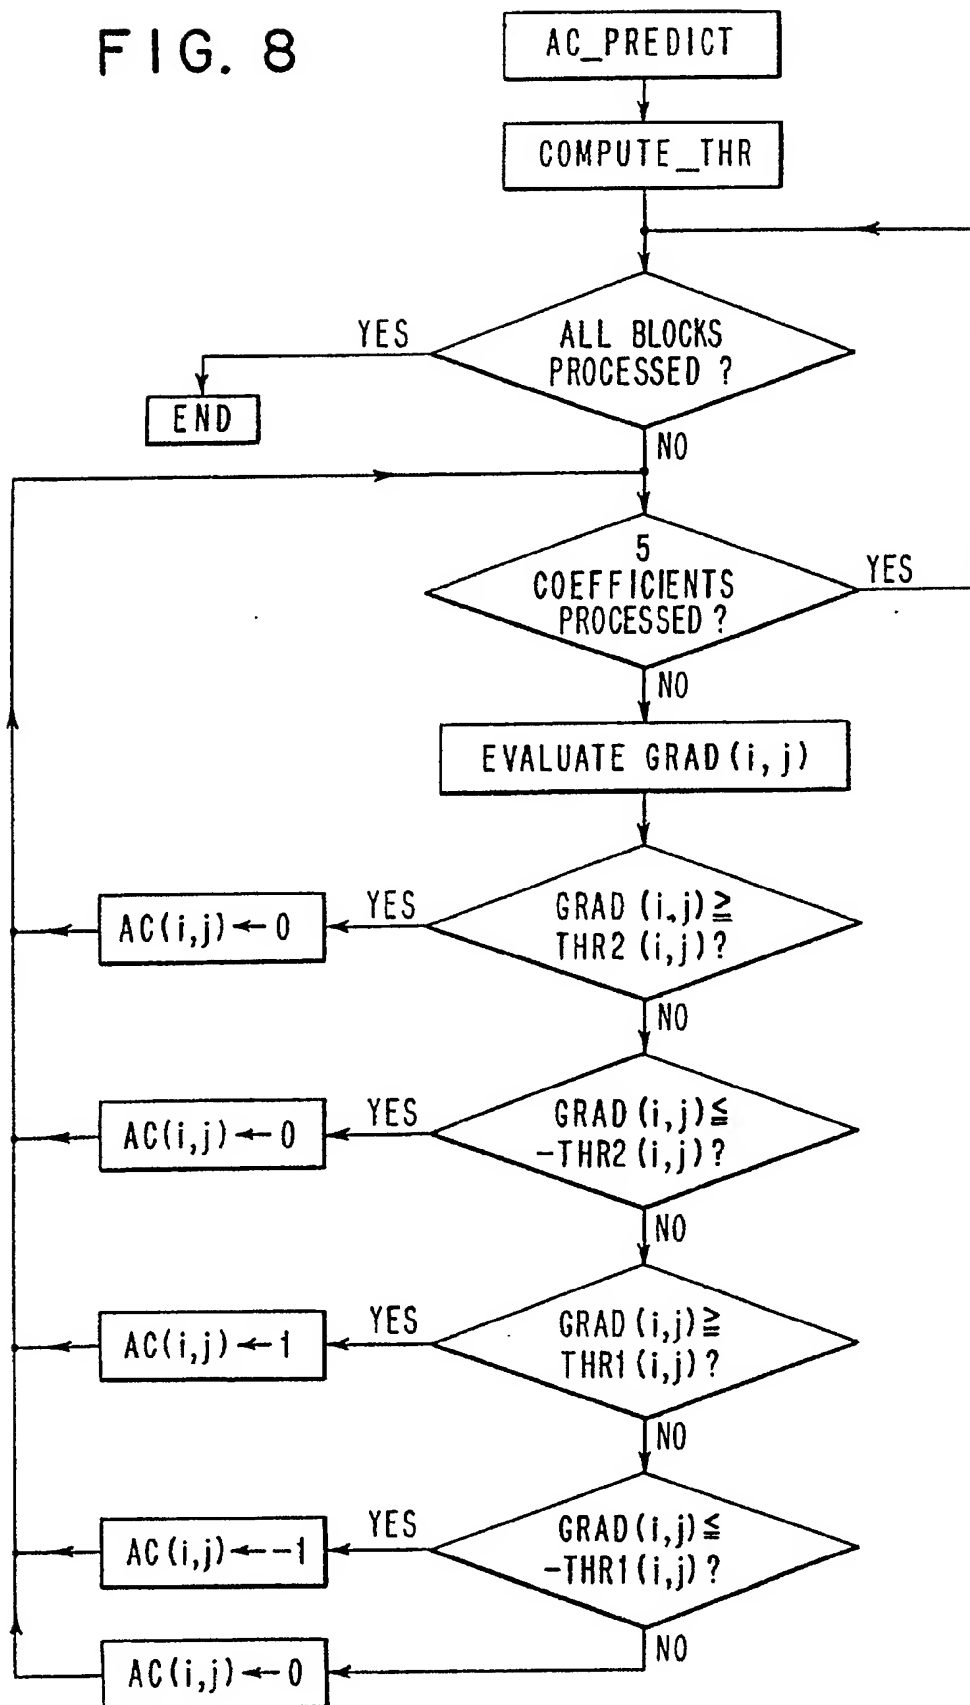 FIG. 8
AC_PREDICT
COMPUTE_THR
ALL BLOCKS
PROCESSED ?
YES
END
NO
5
COEFFICIENTS
PROCESSED ?
YES
NO
EVALUATE GRAD(i,j)
GRAD (i,j) ≧
THR2 (i,j) ?
YES
AC(i,j)←0
NO
GRAD (i,j) ≦
-THR2 (i,j) ?
YES
AC(i,j)←0
NO
GRAD (i,j) ≧
THR1 (i,j) ?
YES
AC(i,j)←1
NO
GRAD (i,j) ≦
-THR1 (i,j) ?
YES
AC(i,j)←-1
NO
AC(i,j)←0